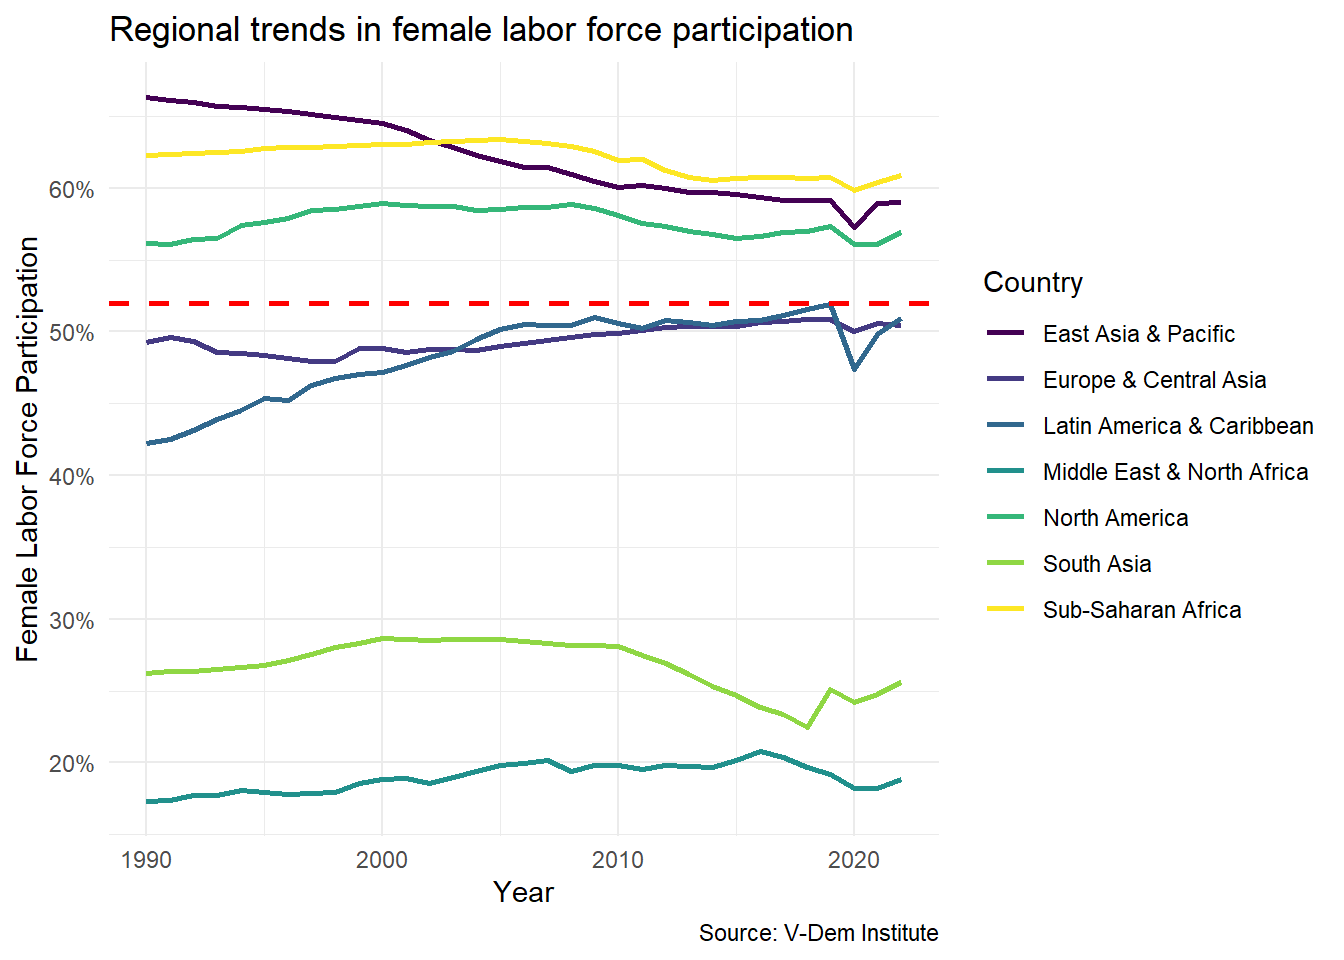 Regional trends in female labor force participation
Female Labor Force Participation
60%
50%
40%
30%
20%
1990 2000 2010 2020
Year
Country
East Asia & Pacific
Europe & Central Asia
Latin America & Caribbean
Middle East & North Africa
North America
South Asia
Sub-Saharan Africa
Source: V-Dem Institute